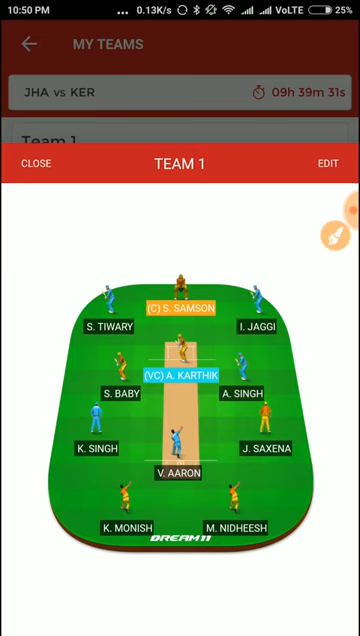 10:50 PM ... 0.13K/s VoLTE 25%
MY TEAMS
JHA vs KER 09h 39m 31s
Team 1
CLOSE TEAM 1 EDIT
(C) S. SAMSON
S. TIWARY I. JAGGI
(VC) A. KARTHIK
S. BABY A. SINGH
K. SINGH J. SAXENA
V. AARON
K. MONISH M. NIDHEESH
DREAM11